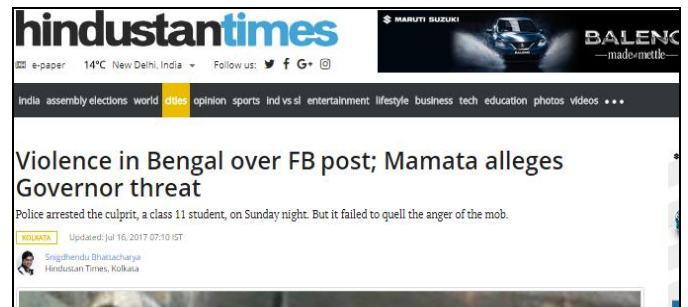 hindustantimes
MARUTI SUZUKI
BALENO
—made of mettle—
e-paper 14°C New Delhi, India Follow us:
india assembly elections world cities opinion sports ind vs sl entertainment lifestyle business tech education photos videos •••
Violence in Bengal over FB post; Mamata alleges
Governor threat
Police arrested the culprit, a class 11 student, on Sunday night. But it failed to quell the anger of the mob.
KOLKATA Updated: Jul 16, 2017 07:10 IST
Snigdhendu Bhattacharya
Hindustan Times, Kolkata